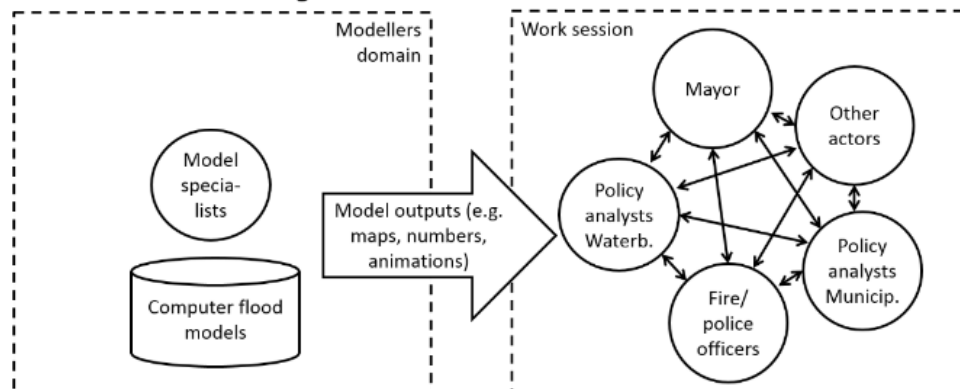 Modellers
domain
Model
specia-
lists
Computer flood
models
Model outputs (e.g.
maps, numbers,
animations)
Work session
Mayor
Other
actors
Policy
analysts
Waterb.
Policy
analysts
Municip.
Fire/
police
officers